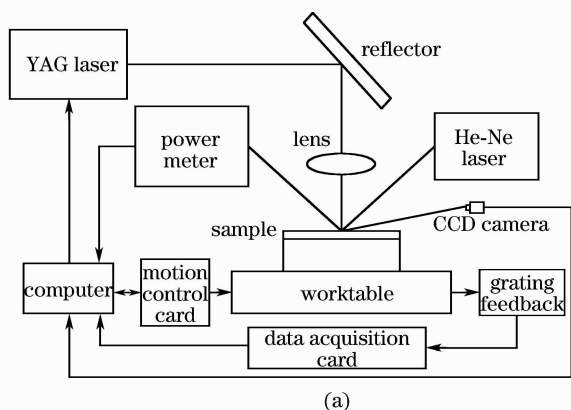 YAG laser
reflector
power
meter
lens
He-Ne
laser
sample
CCD camera
computer
motion
control
card
worktable
grating
feedback
data acquisition
card
(a)